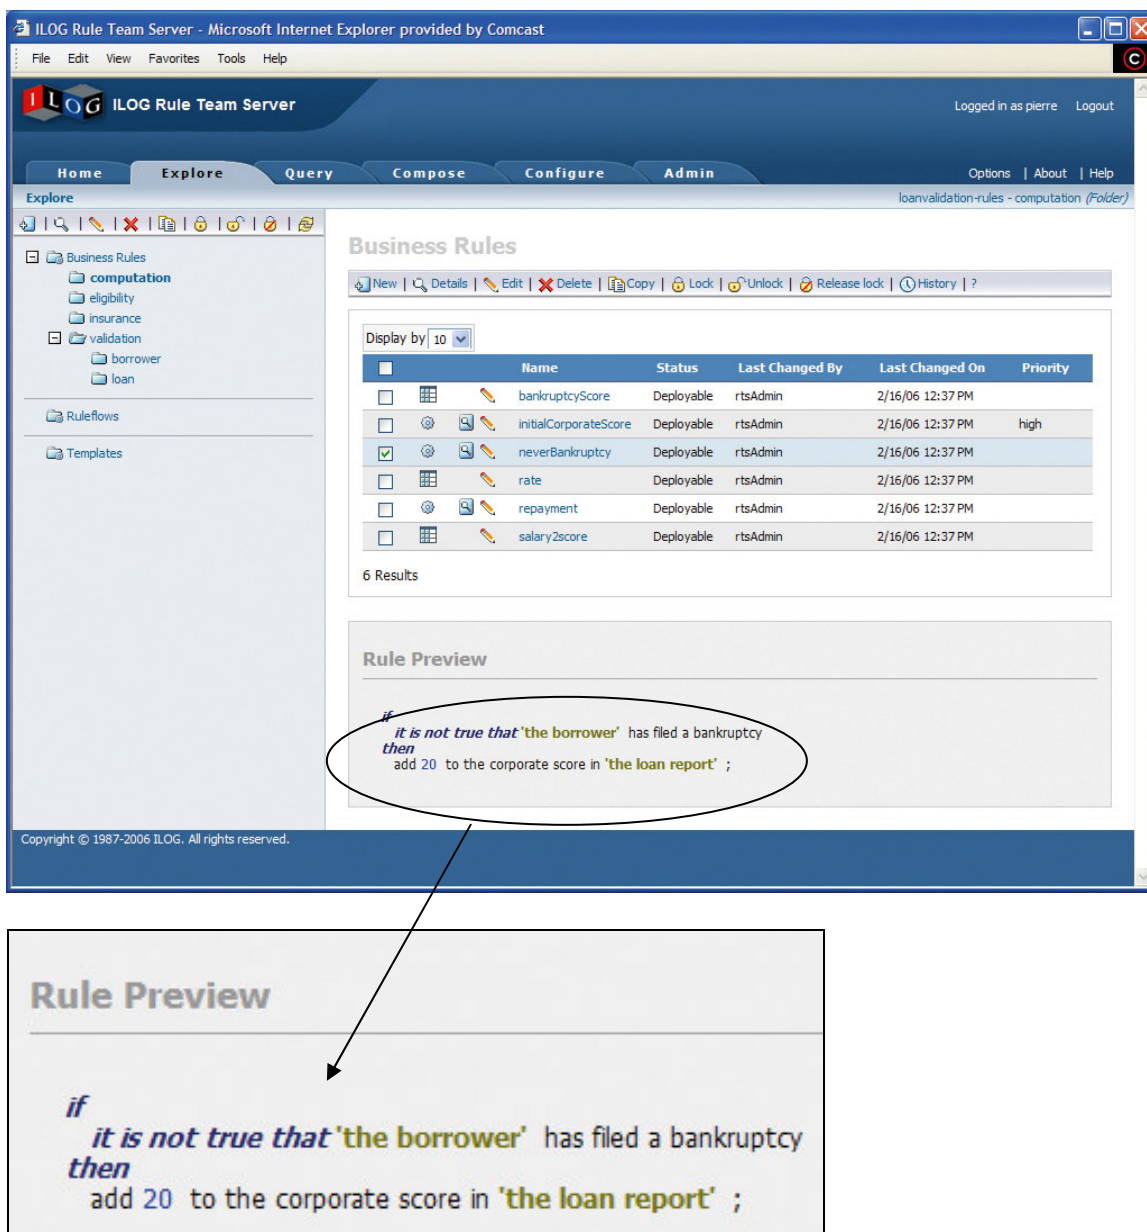 ILOG Rule Team Server - Microsoft Internet Explorer provided by Comcast
File Edit View Favorites Tools Help
C
ILOG ILOG Rule Team Server
Logged in as pierre Logout
Home Explore Query Compose Configure Admin
Options | About | Help
Explore
loanvalidation-rules - computation (Folder)
Business Rules
computation
eligibility
insurance
validation
borrower
loan
Ruleflows
Templates
Business Rules
New | Details | Edit | Delete | Copy | Lock | Unlock | Release lock | History | ?
Display by 10
Name Status Last Changed By Last Changed On Priority
bankruptcyScore Deployable rtsAdmin 2/16/06 12:37 PM
initialCorporateScore Deployable rtsAdmin 2/16/06 12:37 PM high
neverBankruptcy Deployable rtsAdmin 2/16/06 12:37 PM
rate Deployable rtsAdmin 2/16/06 12:37 PM
repayment Deployable rtsAdmin 2/16/06 12:37 PM
salary2score Deployable rtsAdmin 2/16/06 12:37 PM
6 Results
Rule Preview
if
it is not true that 'the borrower' has filed a bankruptcy
then
add 20 to the corporate score in 'the loan report' ;
Copyright © 1987-2006 ILOG. All rights reserved.
Rule Preview
if
it is not true that 'the borrower' has filed a bankruptcy
then
add 20 to the corporate score in 'the loan report' ;